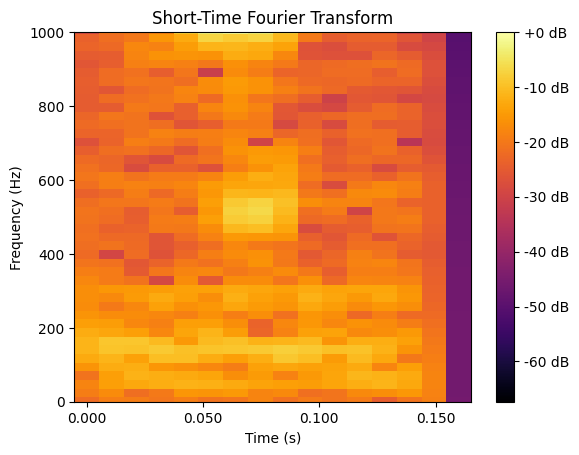 Short-Time Fourier Transform
1000
800
600
400
200
0
Frequency (Hz)
0.000
0.050
0.100
0.150
Time (s)
+0 dB
-10 dB
-20 dB
-30 dB
-40 dB
-50 dB
-60 dB